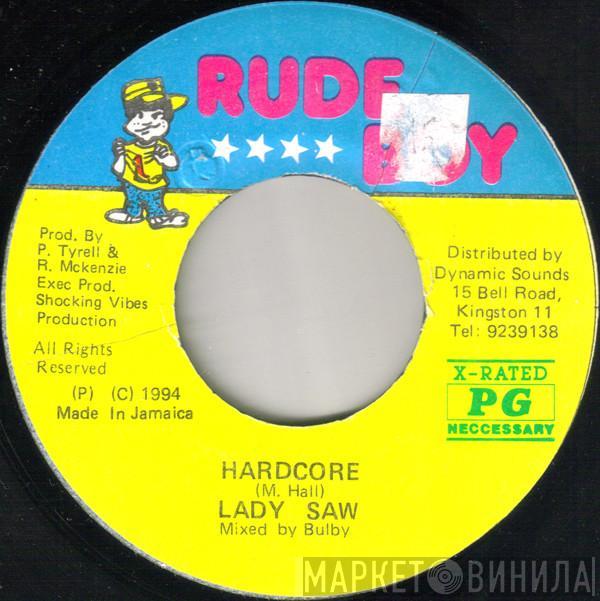 RUDE
BOY
Prod. By
P. Tyrell &
R. Mckenzie
Exec Prod.
Shocking Vibes
Production
All Rights
Reserved
(P) (C) 1994
Made In Jamaica
Distributed by
Dynamic Sounds
15 Bell Road,
Kingston 11
Tel: 9239138
X-RATED
PG
NECCESSARY
HARDCORE
(M. Hall)
LADY SAW
Mixed by Bulby
МАРКЕТ ВИНИЛА